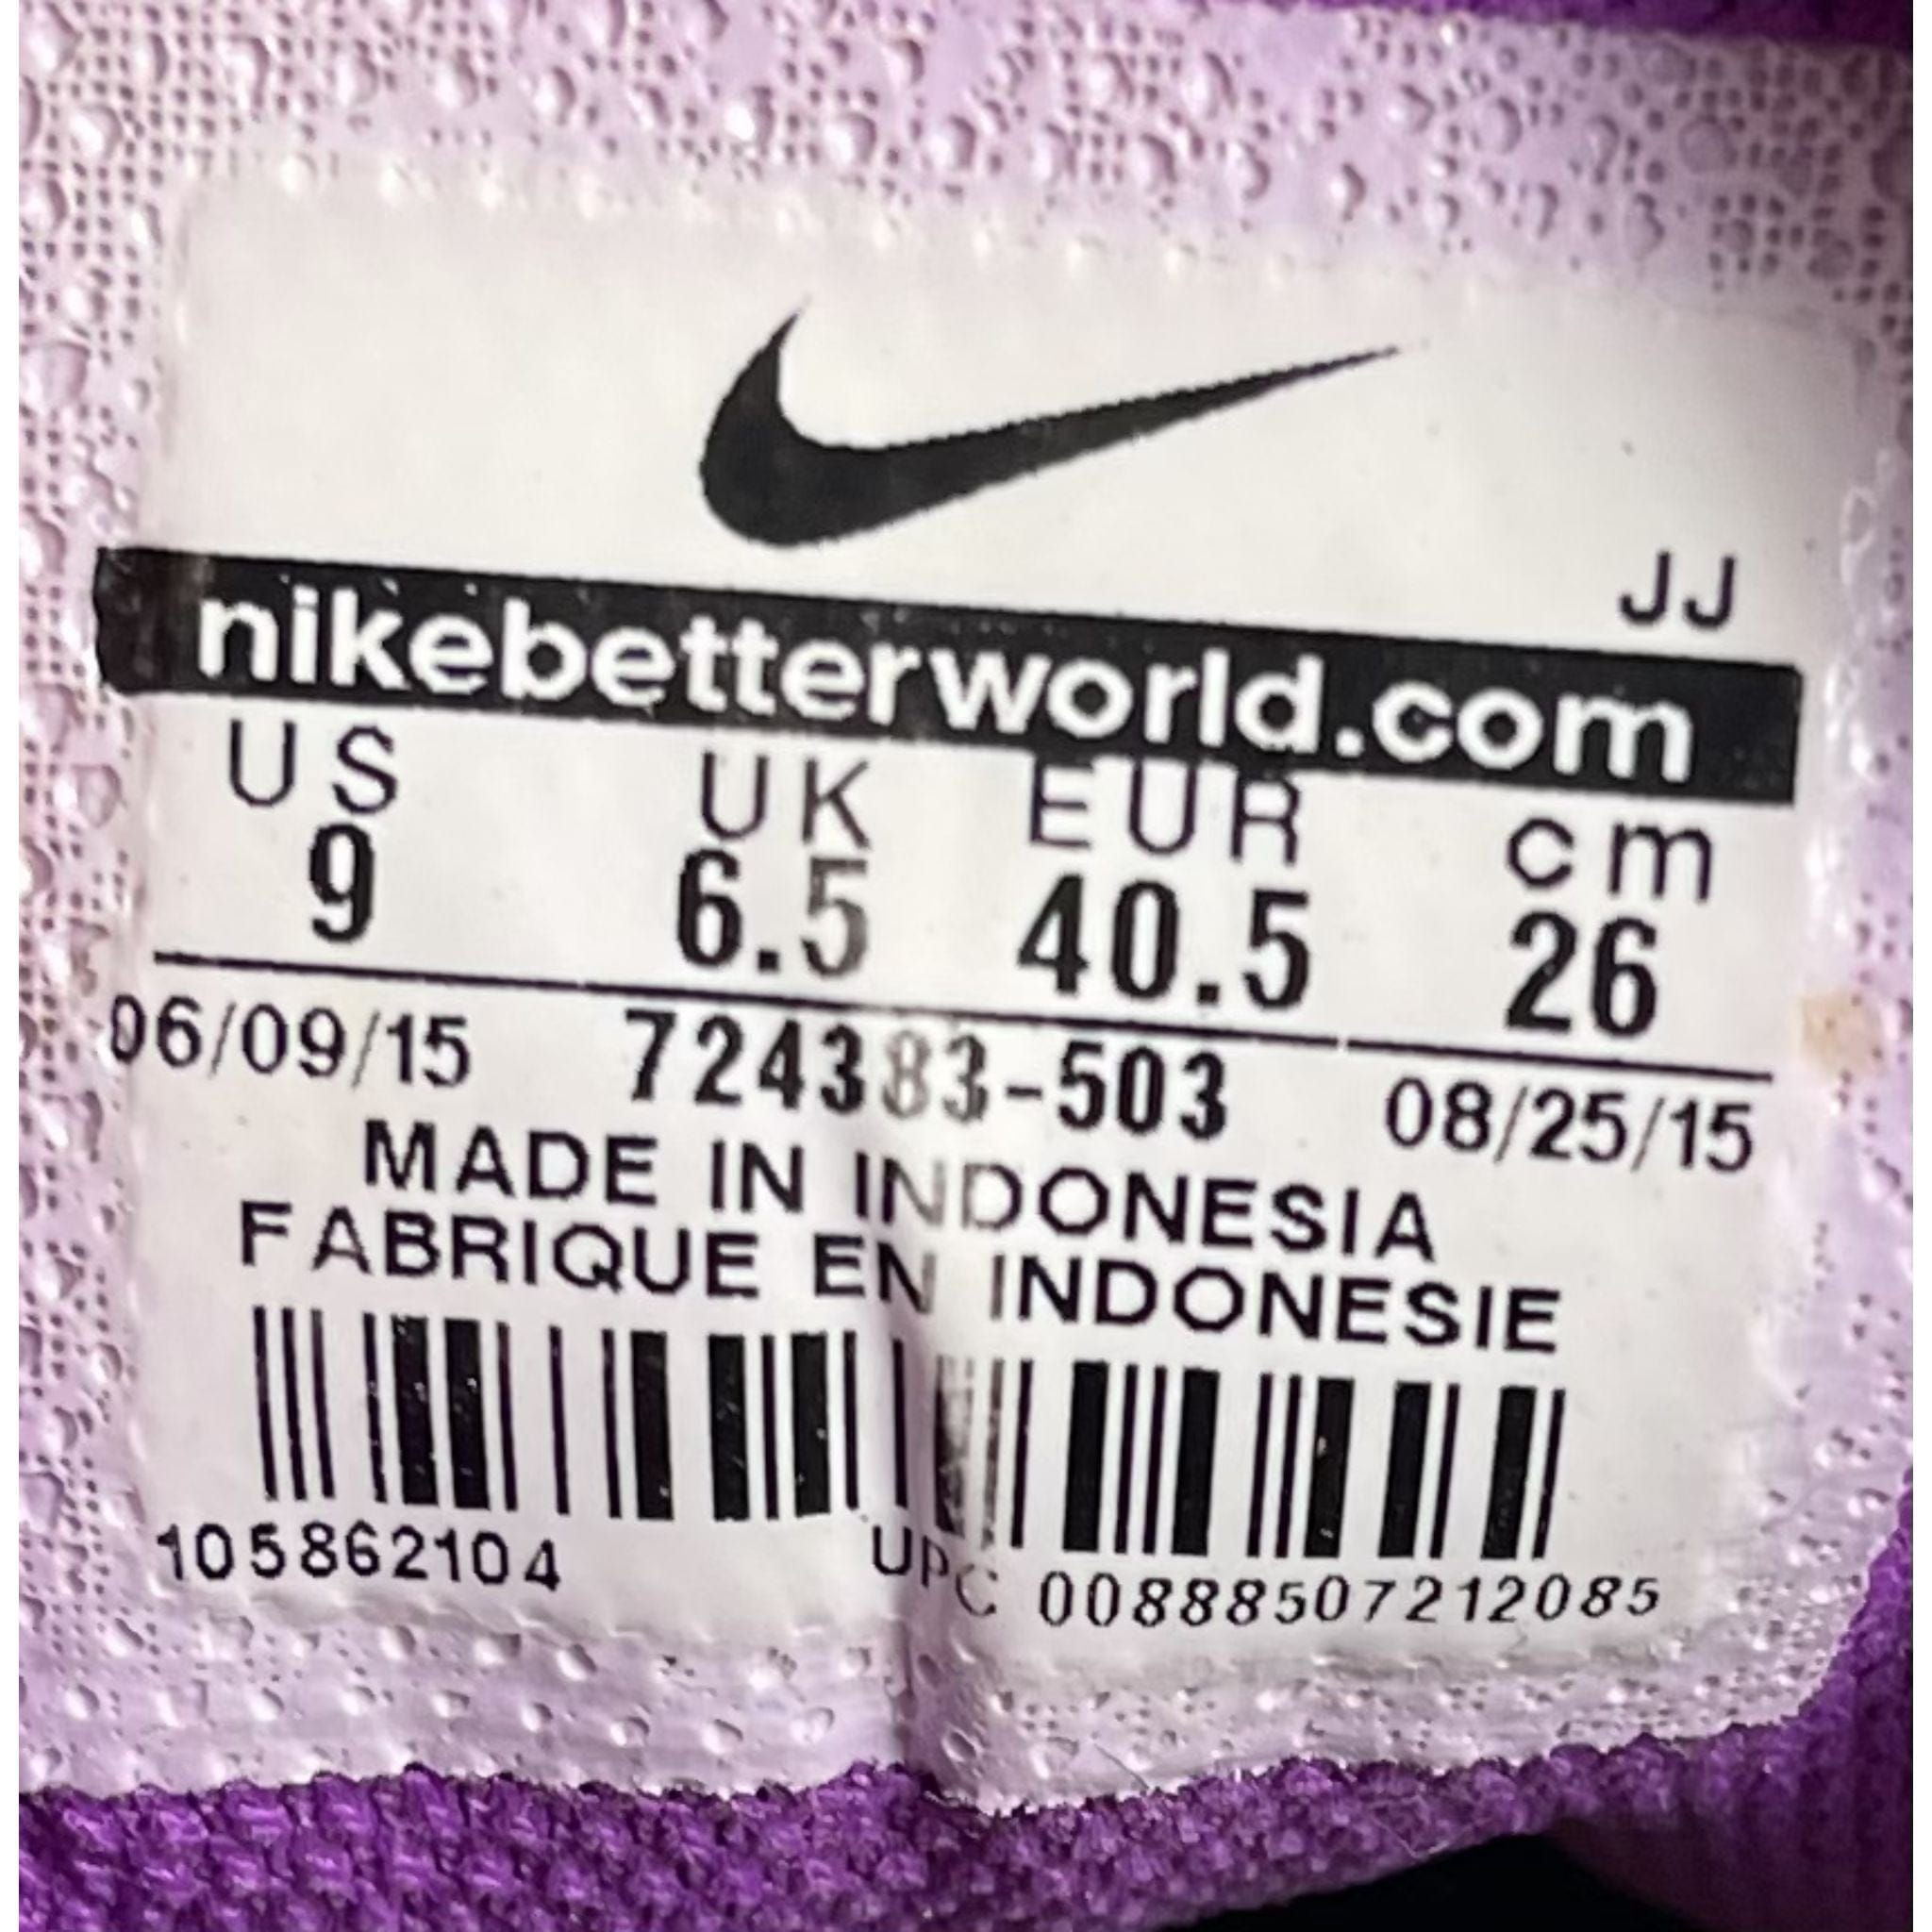 JJ
nikebetterworld.com
US UK EUR cm
9 6.5 40.5 26
06/09/15 724383-503 08/25/15
MADE IN INDONESIA
FABRIQUE EN INDONESIE
105862104 UPC 00888507212085